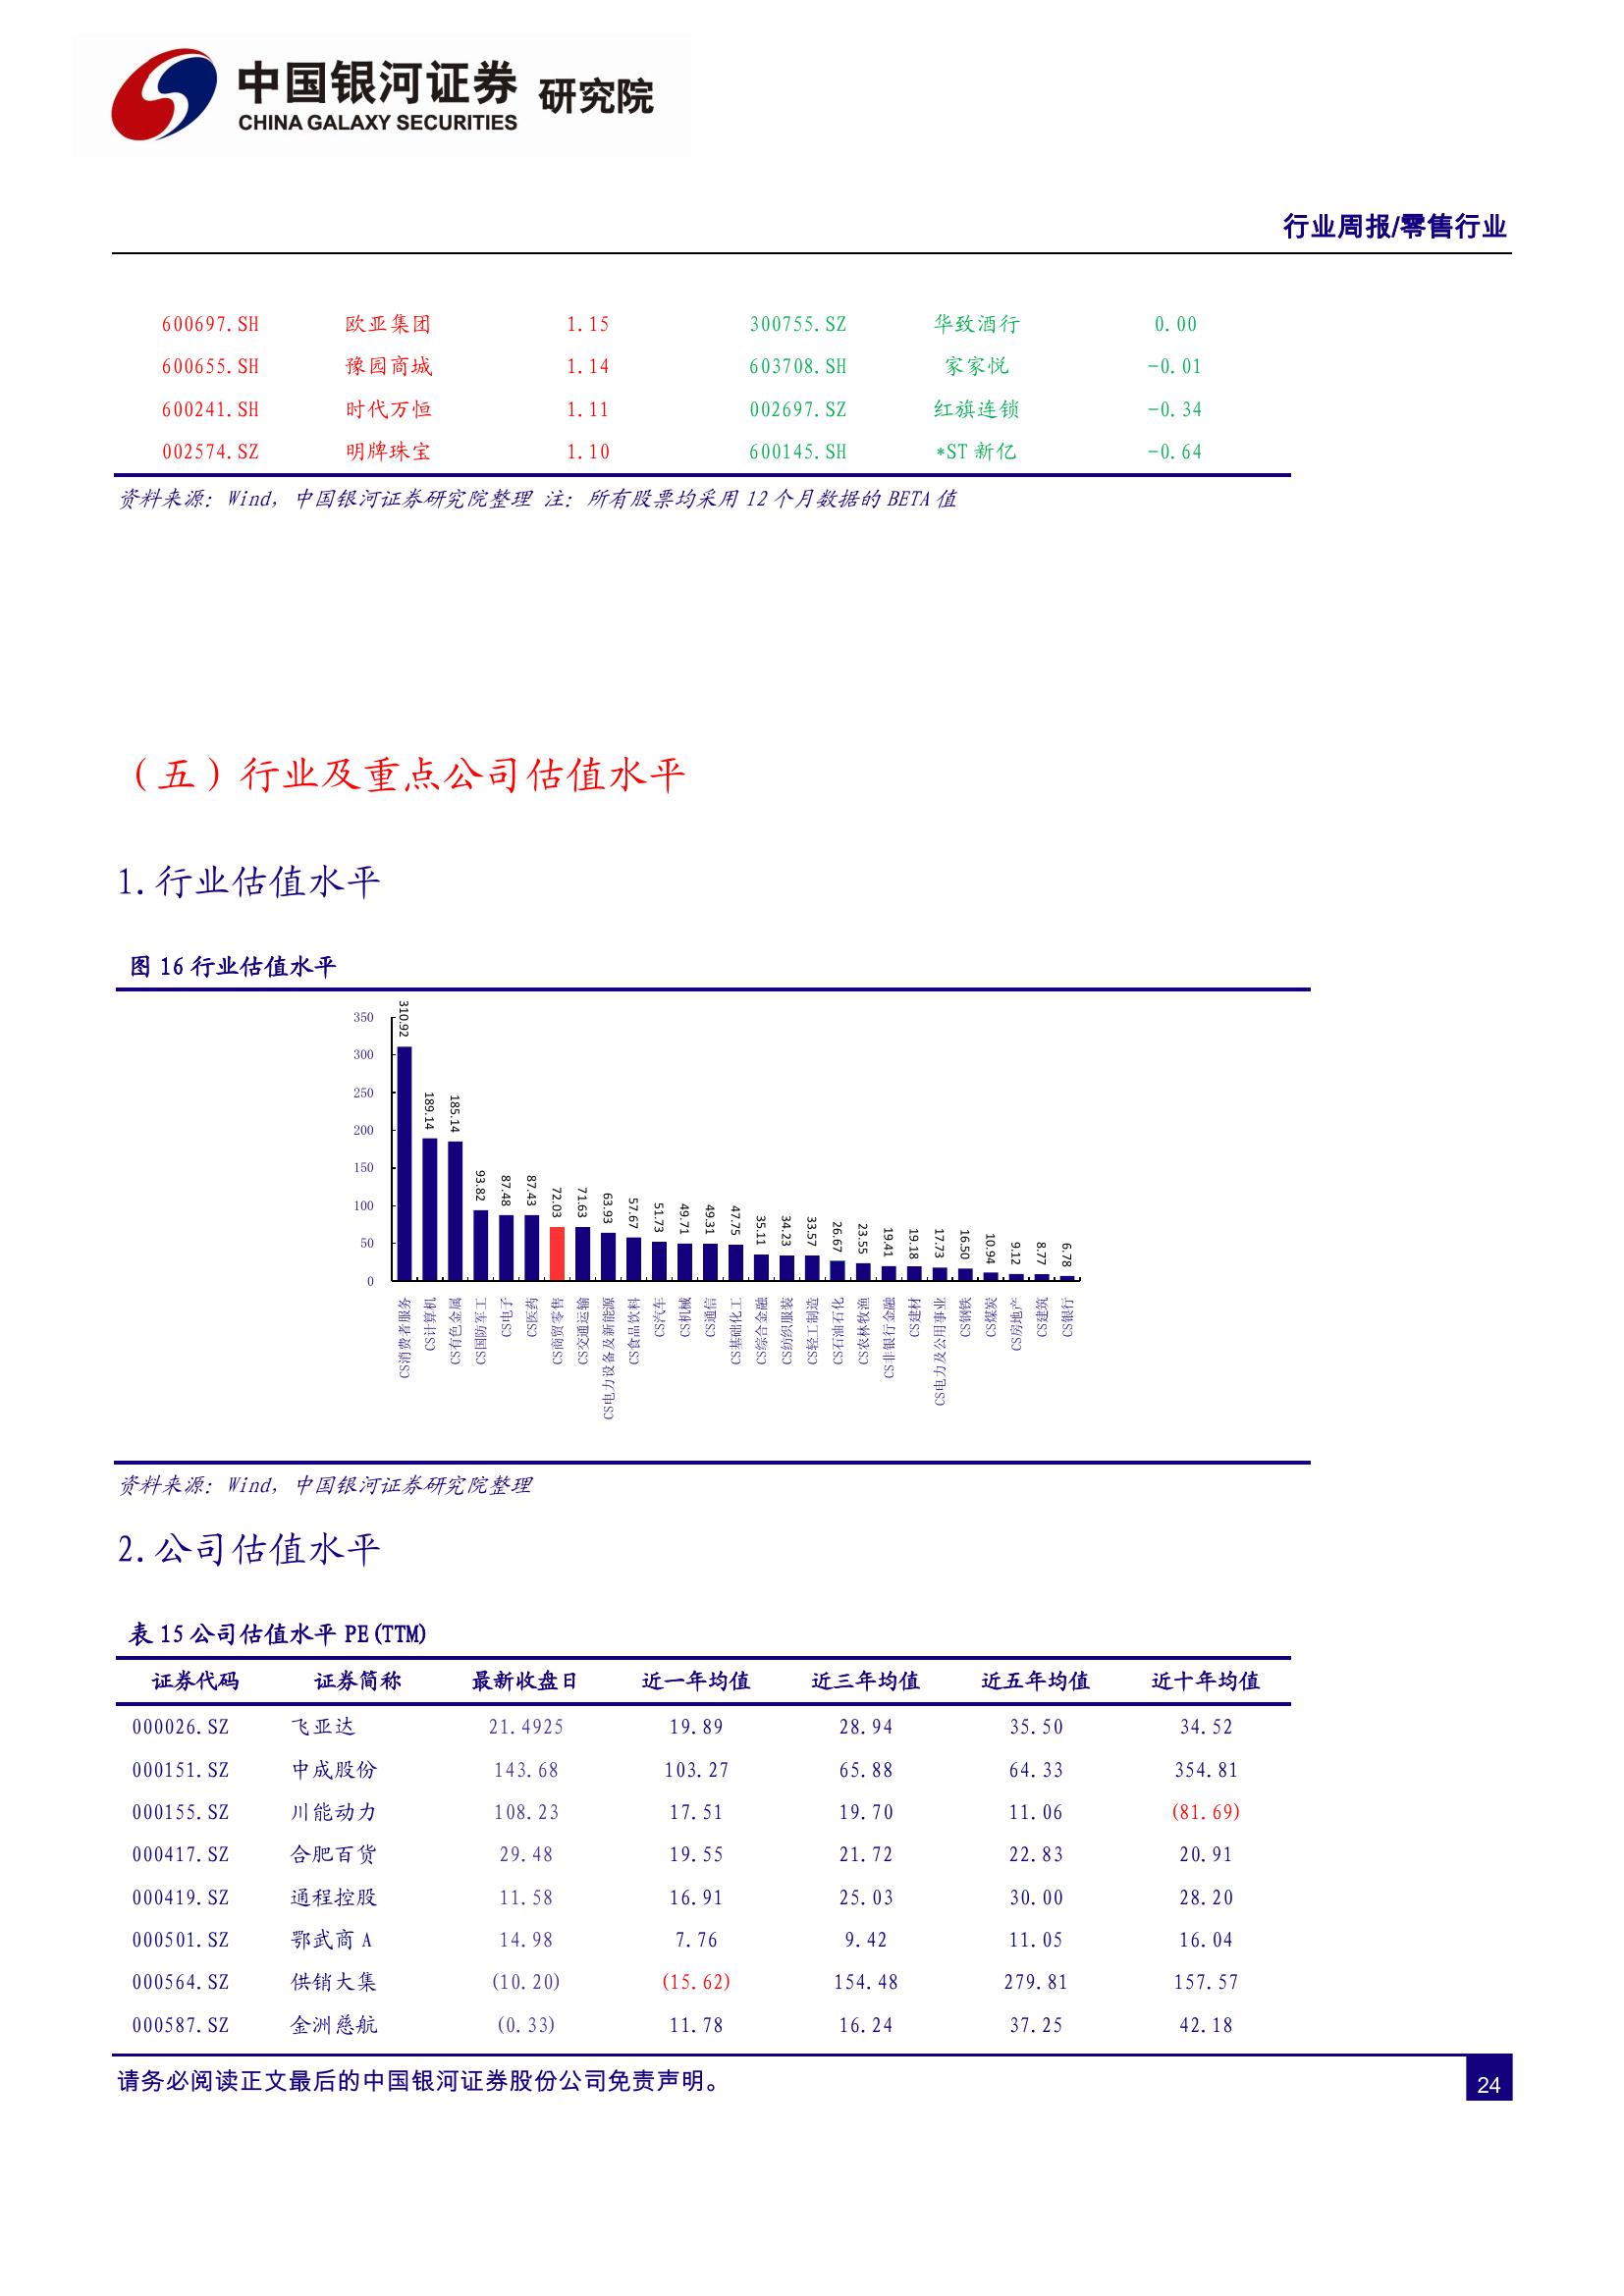 中国银河证券 研究院
CHINA GALAXY SECURITIES
行业周报/零售行业
600697.SH 欧亚集团 1.15 300755.SZ 华致酒行 0.00
600655.SH 豫园商城 1.14 603708.SH 家家悦 -0.01
600241.SH 时代万恒 1.11 002697.SZ 红旗连锁 -0.34
002574.SZ 明牌珠宝 1.10 600145.SH *ST 新亿 -0.64
资料来源：Wind，中国银河证券研究院整理 注：所有股票均采用 12 个月数据的 BETA 值
（五）行业及重点公司估值水平
1.行业估值水平
图 16 行业估值水平
350
300
250
200
150
100
50
0
310.92
189.14
185.14
93.82
87.48
87.43
72.03
71.63
63.93
57.67
51.73
49.71
49.31
47.75
35.11
34.23
33.57
26.67
23.55
19.41
19.18
17.73
16.50
10.94
9.12
8.77
6.78
CS消费者服务
CS计算机
CS有色金属
CS国防军工
CS电子
CS医药
CS商贸零售
CS交通运输
CS电力设备及新能源
CS食品饮料
CS汽车
CS机械
CS通信
CS基础化工
CS综合金融
CS纺织服装
CS轻工制造
CS石油石化
CS农林牧渔
CS非银行金融
CS建材
CS电力及公用事业
CS钢铁
CS煤炭
CS房地产
CS建筑
CS银行
资料来源：Wind，中国银河证券研究院整理
2.公司估值水平
表 15 公司估值水平 PE(TTM)
证券代码 证券简称 最新收盘日 近一年均值 近三年均值 近五年均值 近十年均值
000026.SZ 飞亚达 21.4925 19.89 28.94 35.50 34.52
000151.SZ 中成股份 143.68 103.27 65.88 64.33 354.81
000155.SZ 川能动力 108.23 17.51 19.70 11.06 (81.69)
000417.SZ 合肥百货 29.48 19.55 21.72 22.83 20.91
000419.SZ 通程控股 11.58 16.91 25.03 30.00 28.20
000501.SZ 鄂武商 A 14.98 7.76 9.42 11.05 16.04
000564.SZ 供销大集 (10.20) (15.62) 154.48 279.81 157.57
000587.SZ 金洲慈航 (0.33) 11.78 16.24 37.25 42.18
请务必阅读正文最后的中国银河证券股份公司免责声明。
24